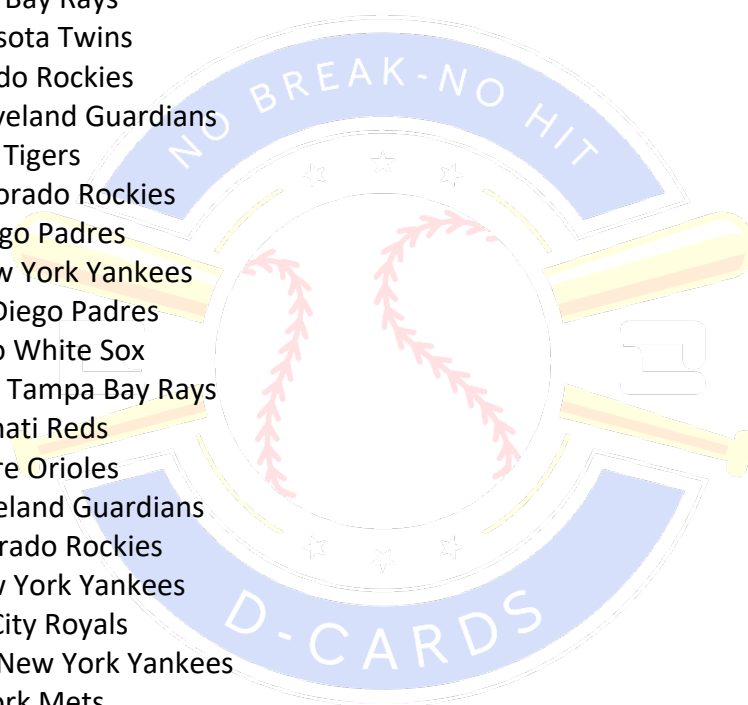 Bay Rays
sota Twins
do Rockies
veland Guardians
Tigers
orado Rockies
go Padres
w York Yankees
Diego Padres
o White Sox
Tampa Bay Rays
nati Reds
re Orioles
eland Guardians
rado Rockies
w York Yankees
City Royals
New York Yankees
ork Mets
NO BREAK-NO HIT
D-CARDS